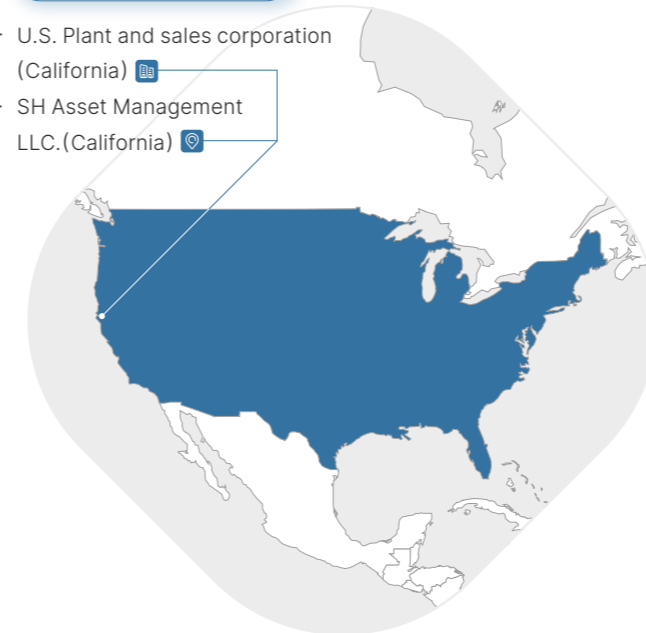 · U.S. Plant and sales corporation
(California)
· SH Asset Management
LLC.(California)